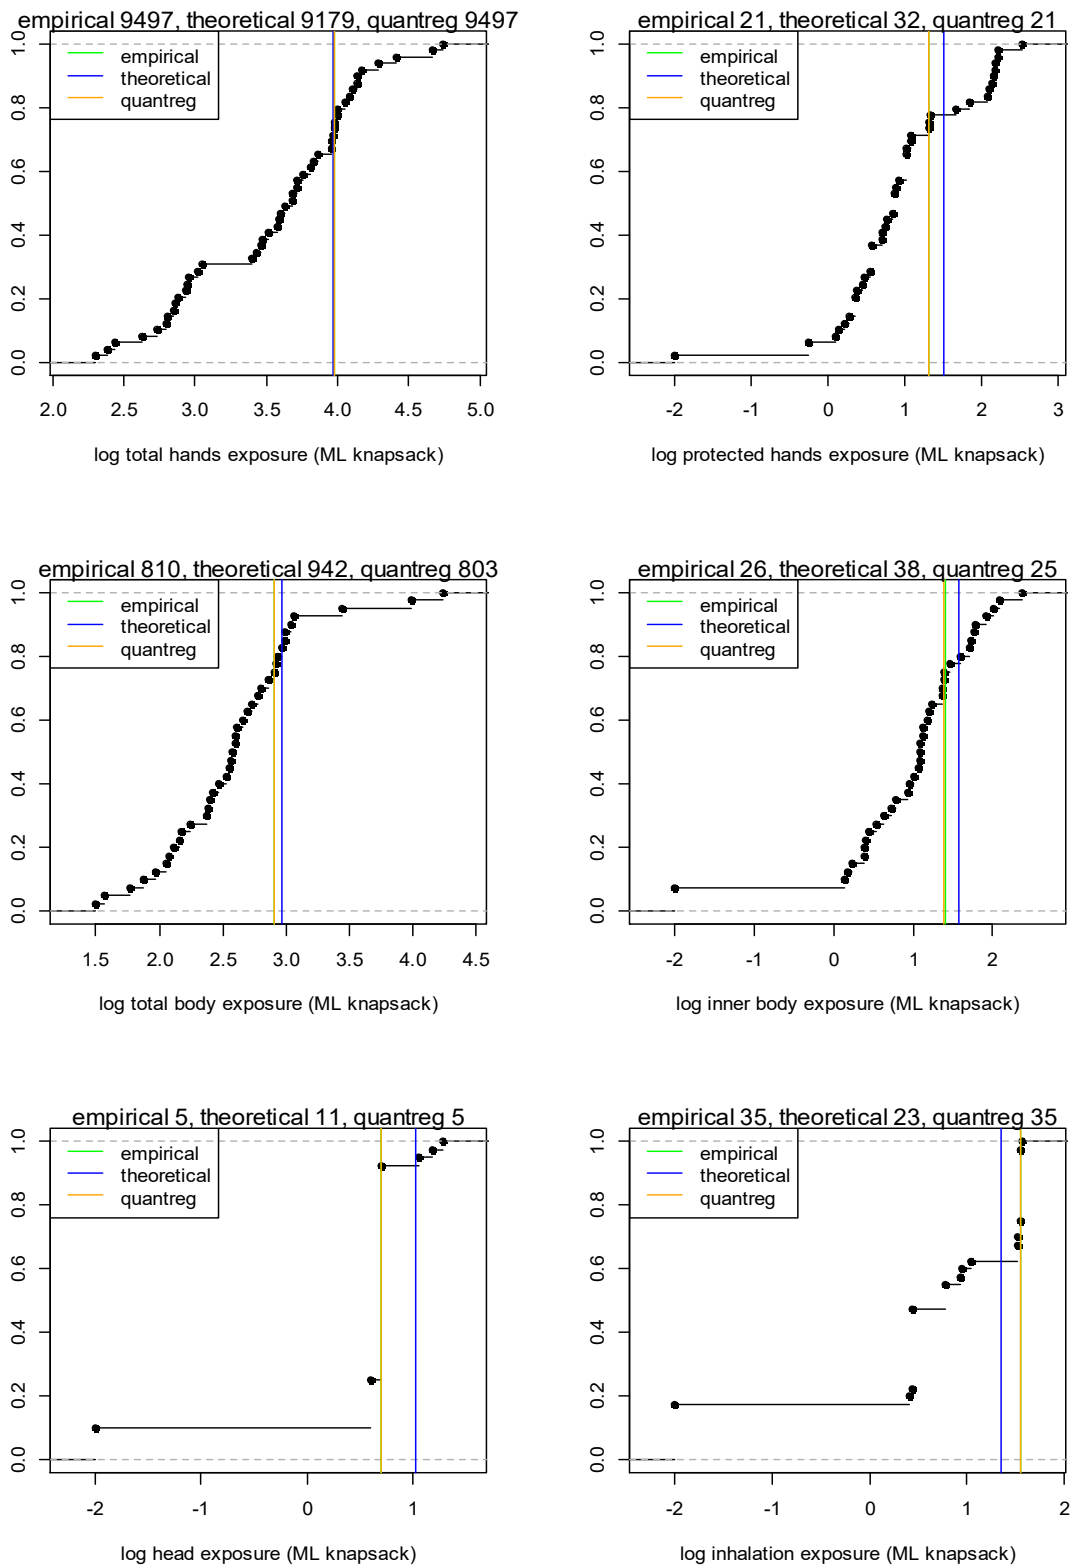 empirical 9497, theoretical 9179, quantreg 9497
empirical
theoretical
quantreg
0.0 0.2 0.4 0.6 0.8 1.0
2.0 2.5 3.0 3.5 4.0 4.5 5.0
log total hands exposure (ML knapsack)
empirical 21, theoretical 32, quantreg 21
empirical
theoretical
quantreg
0.0 0.2 0.4 0.6 0.8 1.0
-2 -1 0 1 2 3
log protected hands exposure (ML knapsack)
empirical 810, theoretical 942, quantreg 803
empirical
theoretical
quantreg
0.0 0.2 0.4 0.6 0.8 1.0
1.5 2.0 2.5 3.0 3.5 4.0 4.5
log total body exposure (ML knapsack)
empirical 26, theoretical 38, quantreg 25
empirical
theoretical
quantreg
0.0 0.2 0.4 0.6 0.8 1.0
-2 -1 0 1 2
log inner body exposure (ML knapsack)
empirical 5, theoretical 11, quantreg 5
empirical
theoretical
quantreg
0.0 0.2 0.4 0.6 0.8 1.0
-2 -1 0 1
log head exposure (ML knapsack)
empirical 35, theoretical 23, quantreg 35
empirical
theoretical
quantreg
0.0 0.2 0.4 0.6 0.8 1.0
-2 -1 0 1 2
log inhalation exposure (ML knapsack)